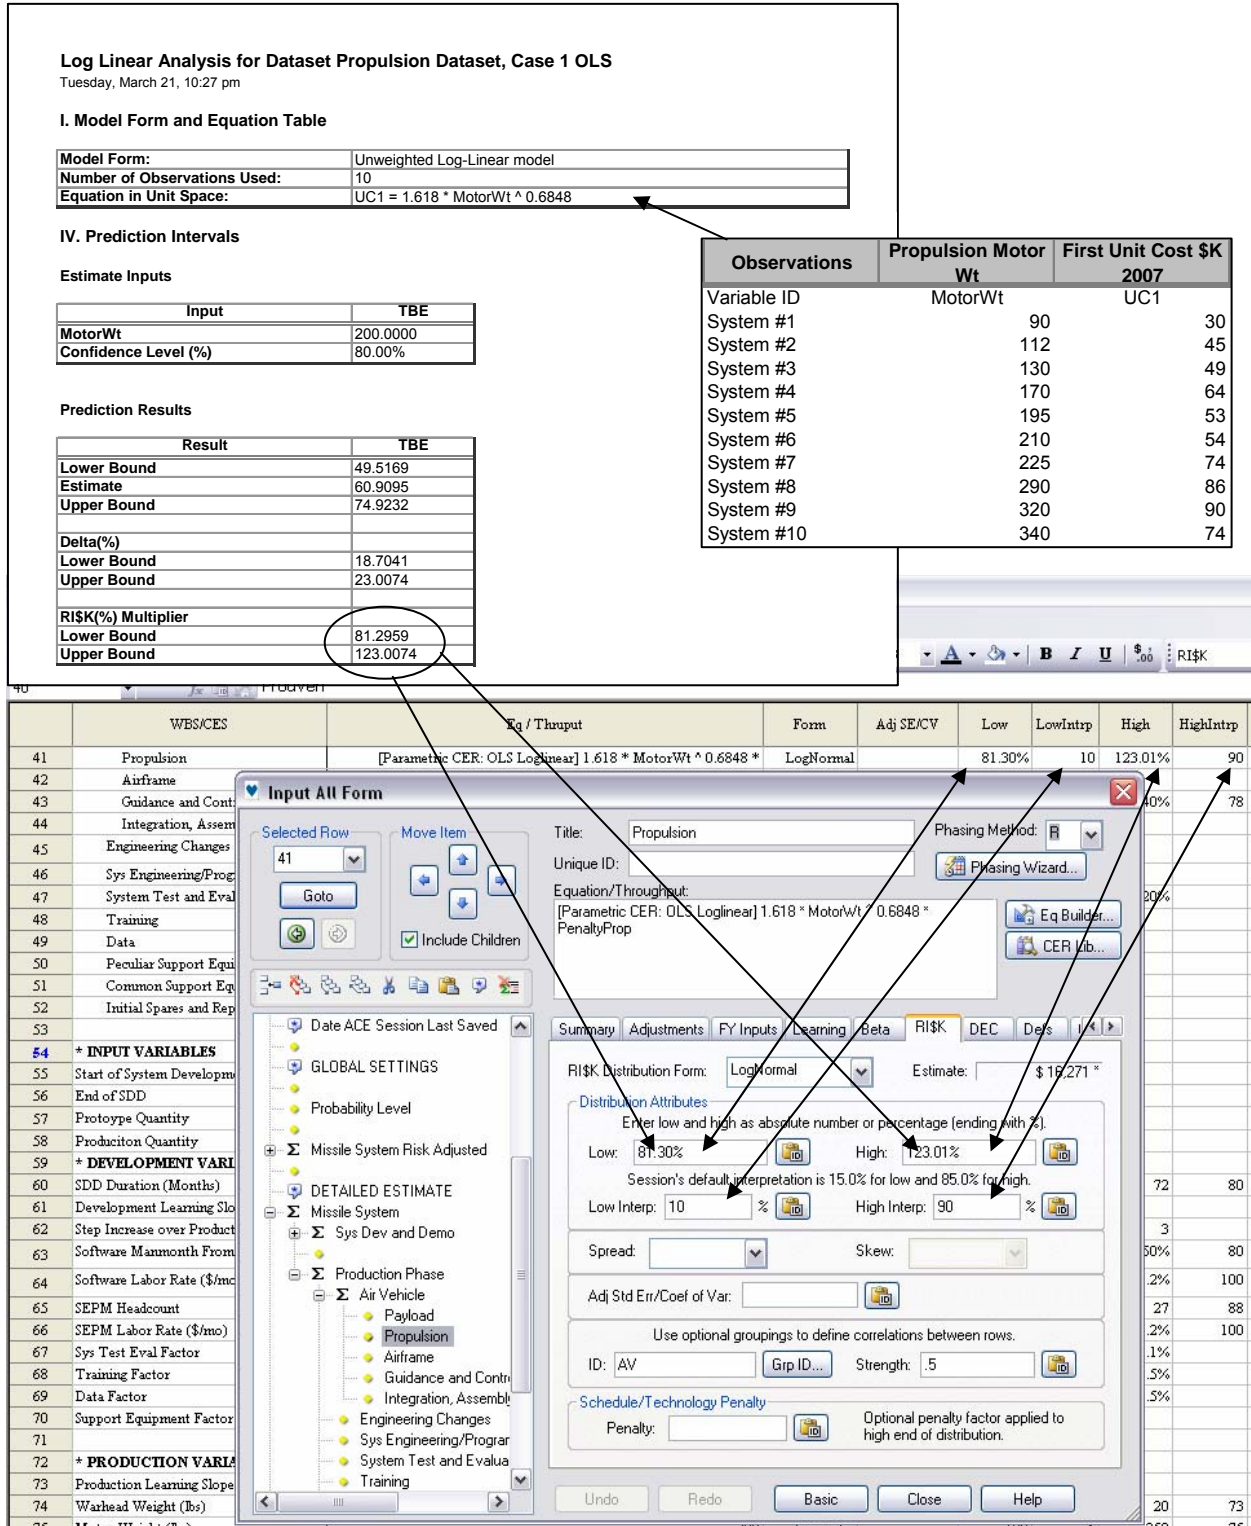 Log Linear Analysis for Dataset Propulsion Dataset, Case 1 OLS
Tuesday, March 21, 10:27 pm
I. Model Form and Equation Table
Model Form: Unweighted Log-Linear model
Number of Observations Used: 10
Equation in Unit Space: UC1 = 1.618 * MotorWt ^ 0.6848
IV. Prediction Intervals
Estimate Inputs
Input TBE
MotorWt 200.0000
Confidence Level (%) 80.00%
Prediction Results
Result TBE
Lower Bound 49.5169
Estimate 60.9095
Upper Bound 74.9232
Delta(%)
Lower Bound 18.7041
Upper Bound 23.0074
RI$K(%) Multiplier
Lower Bound 81.2959
Upper Bound 123.0074
Observations Propulsion Motor Wt First Unit Cost $K 2007
Variable ID MotorWt UC1
System #1 90 30
System #2 112 45
System #3 130 49
System #4 170 64
System #5 195 53
System #6 210 54
System #7 225 74
System #8 290 86
System #9 320 90
System #10 340 74
A B I U $ , .00 RI$K
WBS/CES Eq / Thruput Form Adj SE/CV Low LowIntrp High HighIntrp
41 Propulsion [Parametric CER: OLS Loglinear] 1.618 * MotorWt ^ 0.6848 * LogNormal 81.30% 10 123.01% 90
42 Airframe
43 Guidance and Cont 40% 78
44 Integration, Assem
45 Engineering Changes
46 Sys Engineering/Prog
47 System Test and Eval 20%
48 Training
49 Data
50 Peculiar Support Equi
51 Common Support Eq
52 Initial Spares and Rep
53
54 * INPUT VARIABLES
55 Start of System Developm
56 End of SDD
57 Protoype Quantity
58 Produciton Quantity
59 * DEVELOPMENT VARI
60 SDD Duration (Months) 72 80
61 Development Learning Slo
62 Step Increase over Product 3
63 Software Manmonth From 50% 80
64 Software Labor Rate ($/mo .2% 100
65 SEPM Headcount 27 88
66 SEPM Labor Rate ($/mo) .2% 100
67 Sys Test Eval Factor .1%
68 Training Factor .5%
69 Data Factor .5%
70 Support Equipment Factor
71
72 * PRODUCTION VARIA
73 Production Learning Slope
74 Warhead Weight (lbs) 20 73
Input All Form
Selected Row
41
Goto
Move Item
Include Children
Title: Propulsion
Phasing Method: R
Unique ID:
Phasing Wizard...
Equation/Throughput:
[Parametric CER: OLS Loglinear] 1.618 * MotorWt ^ 0.6848 *
PenaltyProp
Eq Builder...
CER Lib...
Date ACE Session Last Saved
GLOBAL SETTINGS
Probability Level
Σ Missile System Risk Adjusted
DETAILED ESTIMATE
Σ Missile System
Σ Sys Dev and Demo
Σ Production Phase
Σ Air Vehicle
Payload
Propulsion
Airframe
Guidance and Contr
Integration, Assembl
Engineering Changes
Sys Engineering/Program
System Test and Evalua
Training
Summary Adjustments FY Inputs Learning Beta RI$K DEC Defs
RI$K Distribution Form: LogNormal Estimate: $ 16,271 *
Distribution Attributes
Enter low and high as absolute number or percentage (ending with %).
Low: 81.30% High: 123.01%
Session's default interpretation is 15.0% for low and 85.0% for high.
Low Interp: 10 % High Interp: 90 %
Spread: Skew:
Adj Std Err/Coef of Var:
Use optional groupings to define correlations between rows.
ID: AV Grp ID... Strength: .5
Schedule/Technology Penalty
Penalty:
Optional penalty factor applied to
high end of distribution.
Undo Redo Basic Close Help